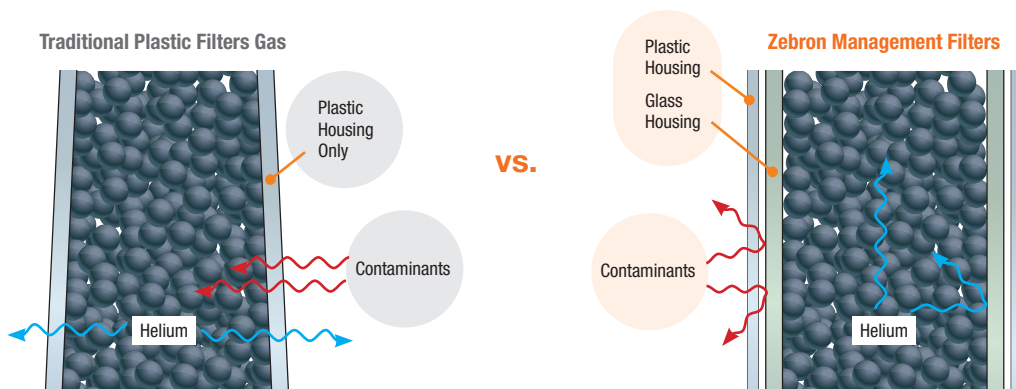 Traditional Plastic Filters Gas
Plastic
Housing
Only
Contaminants
Helium
vs.
Zebron Management Filters
Plastic
Housing
Glass
Housing
Contaminants
Helium